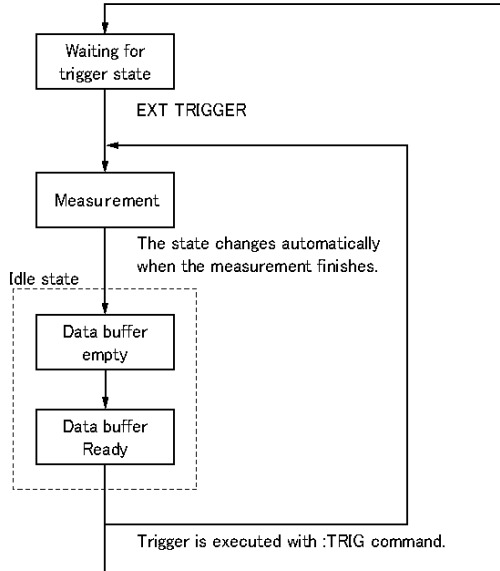 Waiting for
trigger state
EXT TRIGGER
Measurement
The state changes automatically
when the measurement finishes.
Idle state
Data buffer
empty
Data buffer
Ready
Trigger is executed with :TRIG command.